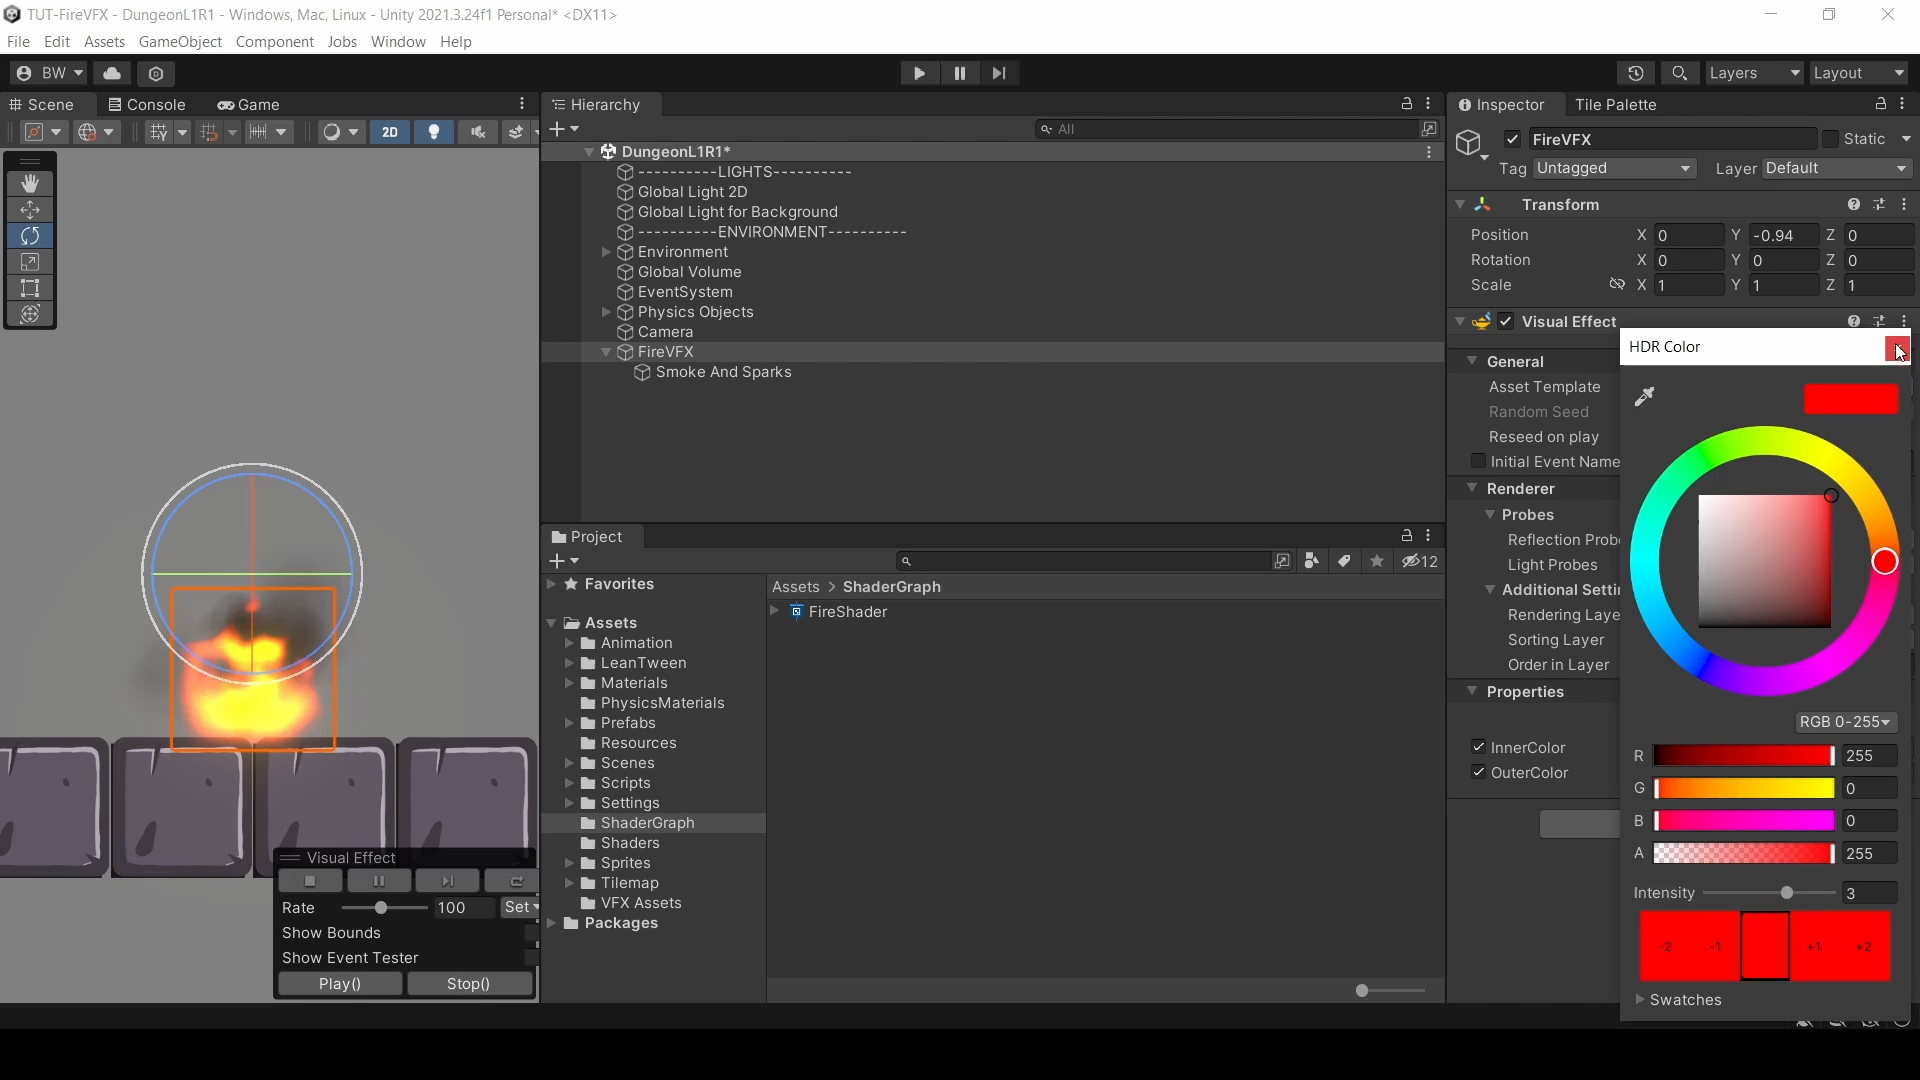 TUT-FireVFX - DungeonL1R1 - Windows, Mac, Linux - Unity 2021.3.24f1 Personal* <DX11>
File Edit Assets GameObject Component Jobs Window Help
BW Layers Layout
Scene Console Game
2D
Hierarchy
All
DungeonL1R1*
----------LIGHTS----------
Global Light 2D
Global Light for Background
----------ENVIRONMENT----------
Environment
Global Volume
EventSystem
Physics Objects
Camera
FireVFX
Smoke And Sparks
Project
12
Favorites
Assets
Animation
LeanTween
Materials
PhysicsMaterials
Prefabs
Resources
Scenes
Scripts
Settings
ShaderGraph
Shaders
Sprites
Tilemap
VFX Assets
Packages
Assets > ShaderGraph
FireShader
Visual Effect
Rate 100 Set
Show Bounds
Show Event Tester
Play() Stop()
Inspector Tile Palette
FireVFX Static
Tag Untagged Layer Default
Transform
Position X 0 Y -0.94 Z 0
Rotation X 0 Y 0 Z 0
Scale X 1 Y 1 Z 1
Visual Effect
General
Asset Template
Random Seed
Reseed on play
Initial Event Name
Renderer
Probes
Reflection Prob
Light Probes
Additional Setti
Rendering Laye
Sorting Layer
Order in Layer
Properties
InnerColor
OuterColor
HDR Color
RGB 0-255
R 255
G 0
B 0
A 255
Intensity 3
-2 -1 +1 +2
Swatches